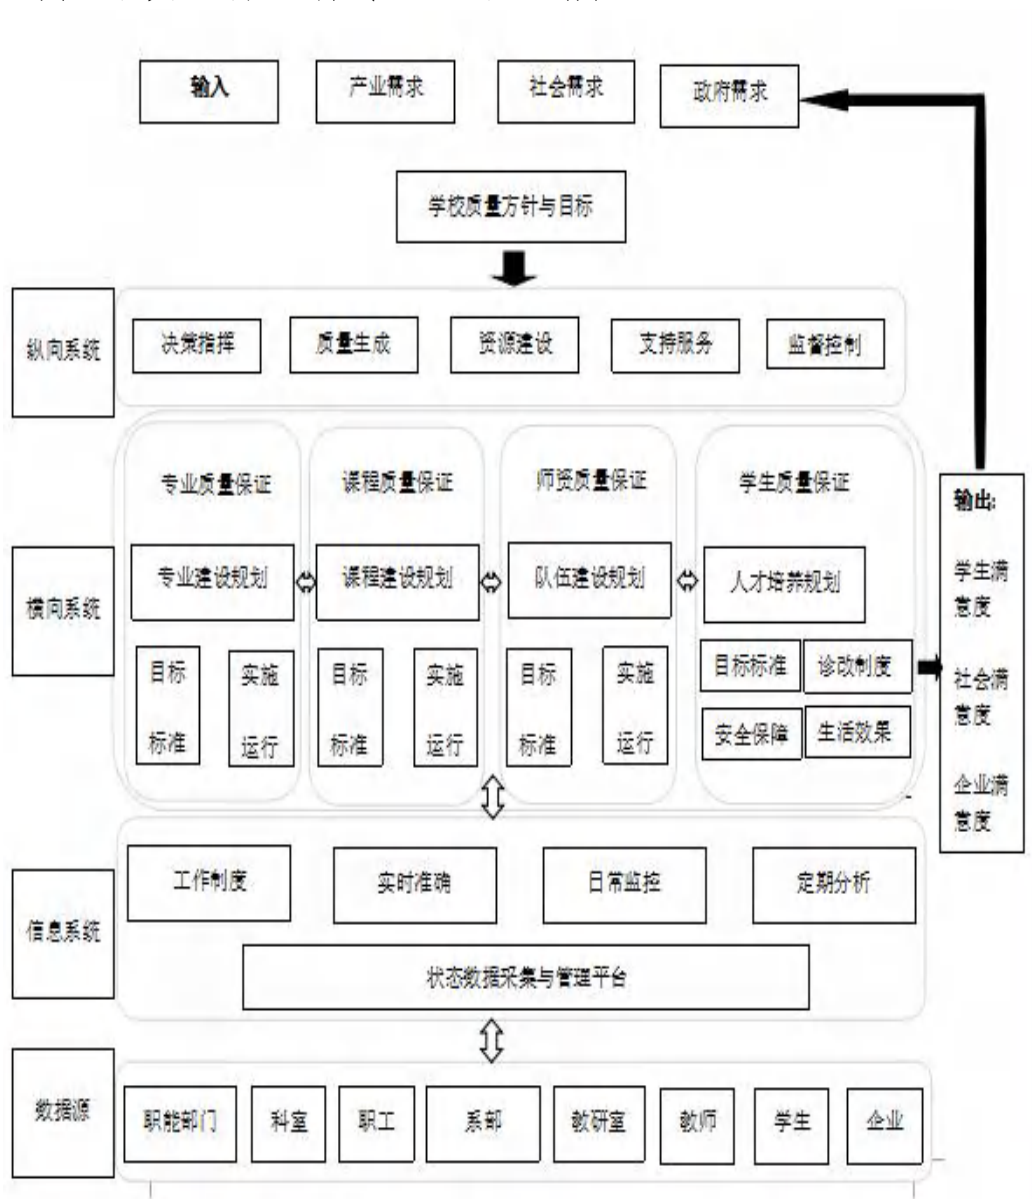 输入
产业需求
社会需求
政府需求
学校质量方针与目标
纵向系统
决策指挥
质量生成
资源建设
支持服务
监督控制
横向系统
专业质量保证
课程质量保证
师资质量保证
学生质量保证
专业建设规划
课程建设规划
队伍建设规划
人才培养规划
目标
标准
实施
运行
目标
标准
实施
运行
目标
标准
实施
运行
目标标准
诊改制度
安全保障
生活效果
输出:
学生满
意度
社会满
意度
企业满
意度
信息系统
工作制度
实时准确
日常监控
定期分析
状态数据采集与管理平台
数据源
职能部门
科室
职工
系部
教研室
教师
学生
企业